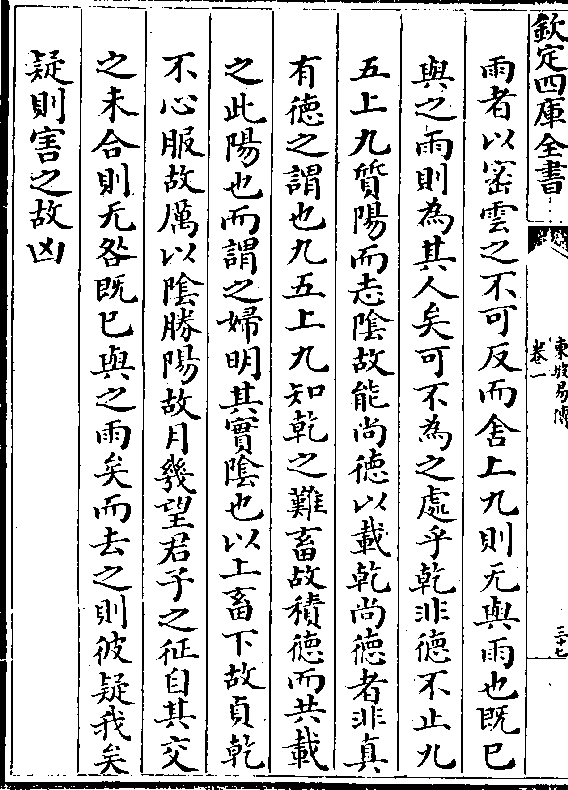 欽定四庫全書
東坡易傳
卷一
三七
雨者以密雲之不可反而舍上九則无與雨也既已
與之雨則為其人矣可不為之處乎乾非德不止九
五上九質陽而志陰故能尚德以載乾尚德者非真
有德之謂也九五上九知乾之難畜故積德而共載
之此陽也而謂之婦明其實陰也以上畜下故貞乾
不心服故厲以陰勝陽故月幾望君子之征自其交
之未合則无咎既已與之雨矣而去之則彼疑我矣
疑則害之故凶